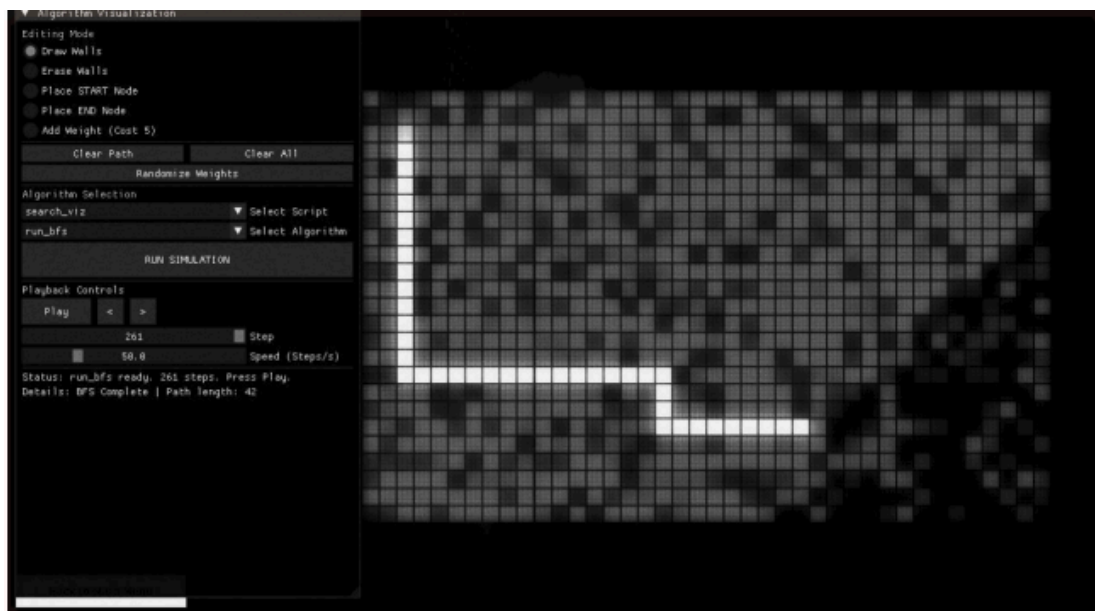 ▼ Algorithm Visualization
Editing Mode
Draw Walls
Erase Walls
Place START Node
Place END Node
Add Weight (Cost 5)
Clear Path Clear All
Randomize Weights
Algorithm Selection
search_viz ▼ Select Script
run_bfs ▼ Select Algorithm
RUN SIMULATION
Playback Controls
Play < >
261 Step
50.0 Speed (Steps/s)
Status: run_bfs ready. 261 steps. Press Play.
Details: BFS Complete | Path length: 42